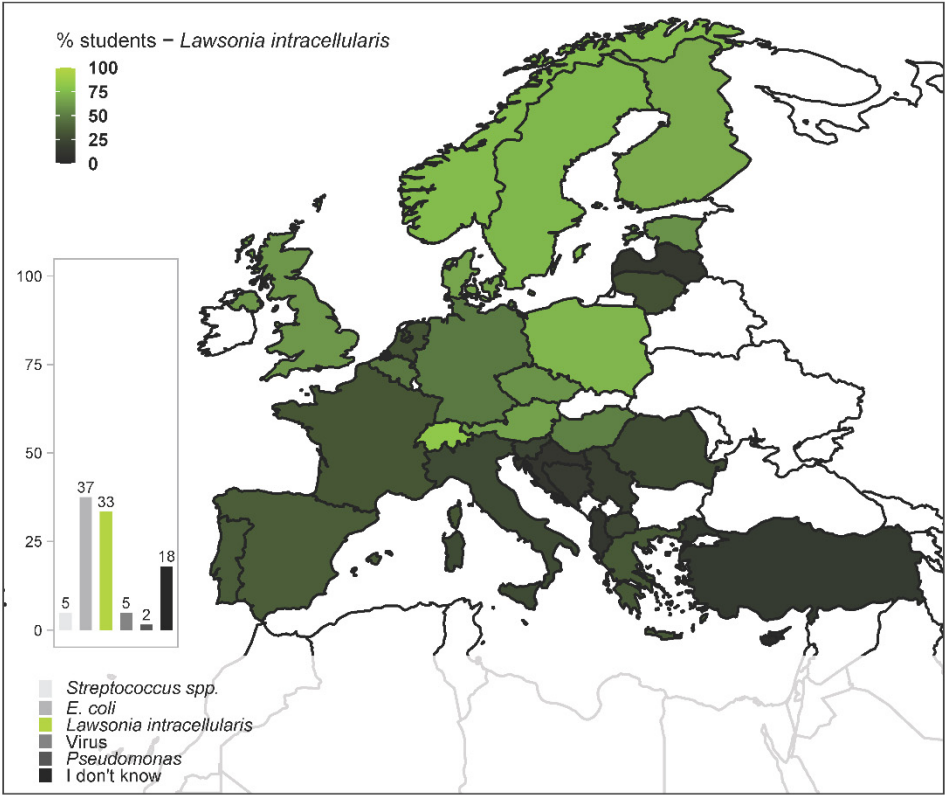 % students − Lawsonia intracellularis
100
75
50
25
0
100
75
50
25
0
5
37
33
5
2
18
Streptococcus spp.
E. coli
Lawsonia intracellularis
Virus
Pseudomonas
I don't know